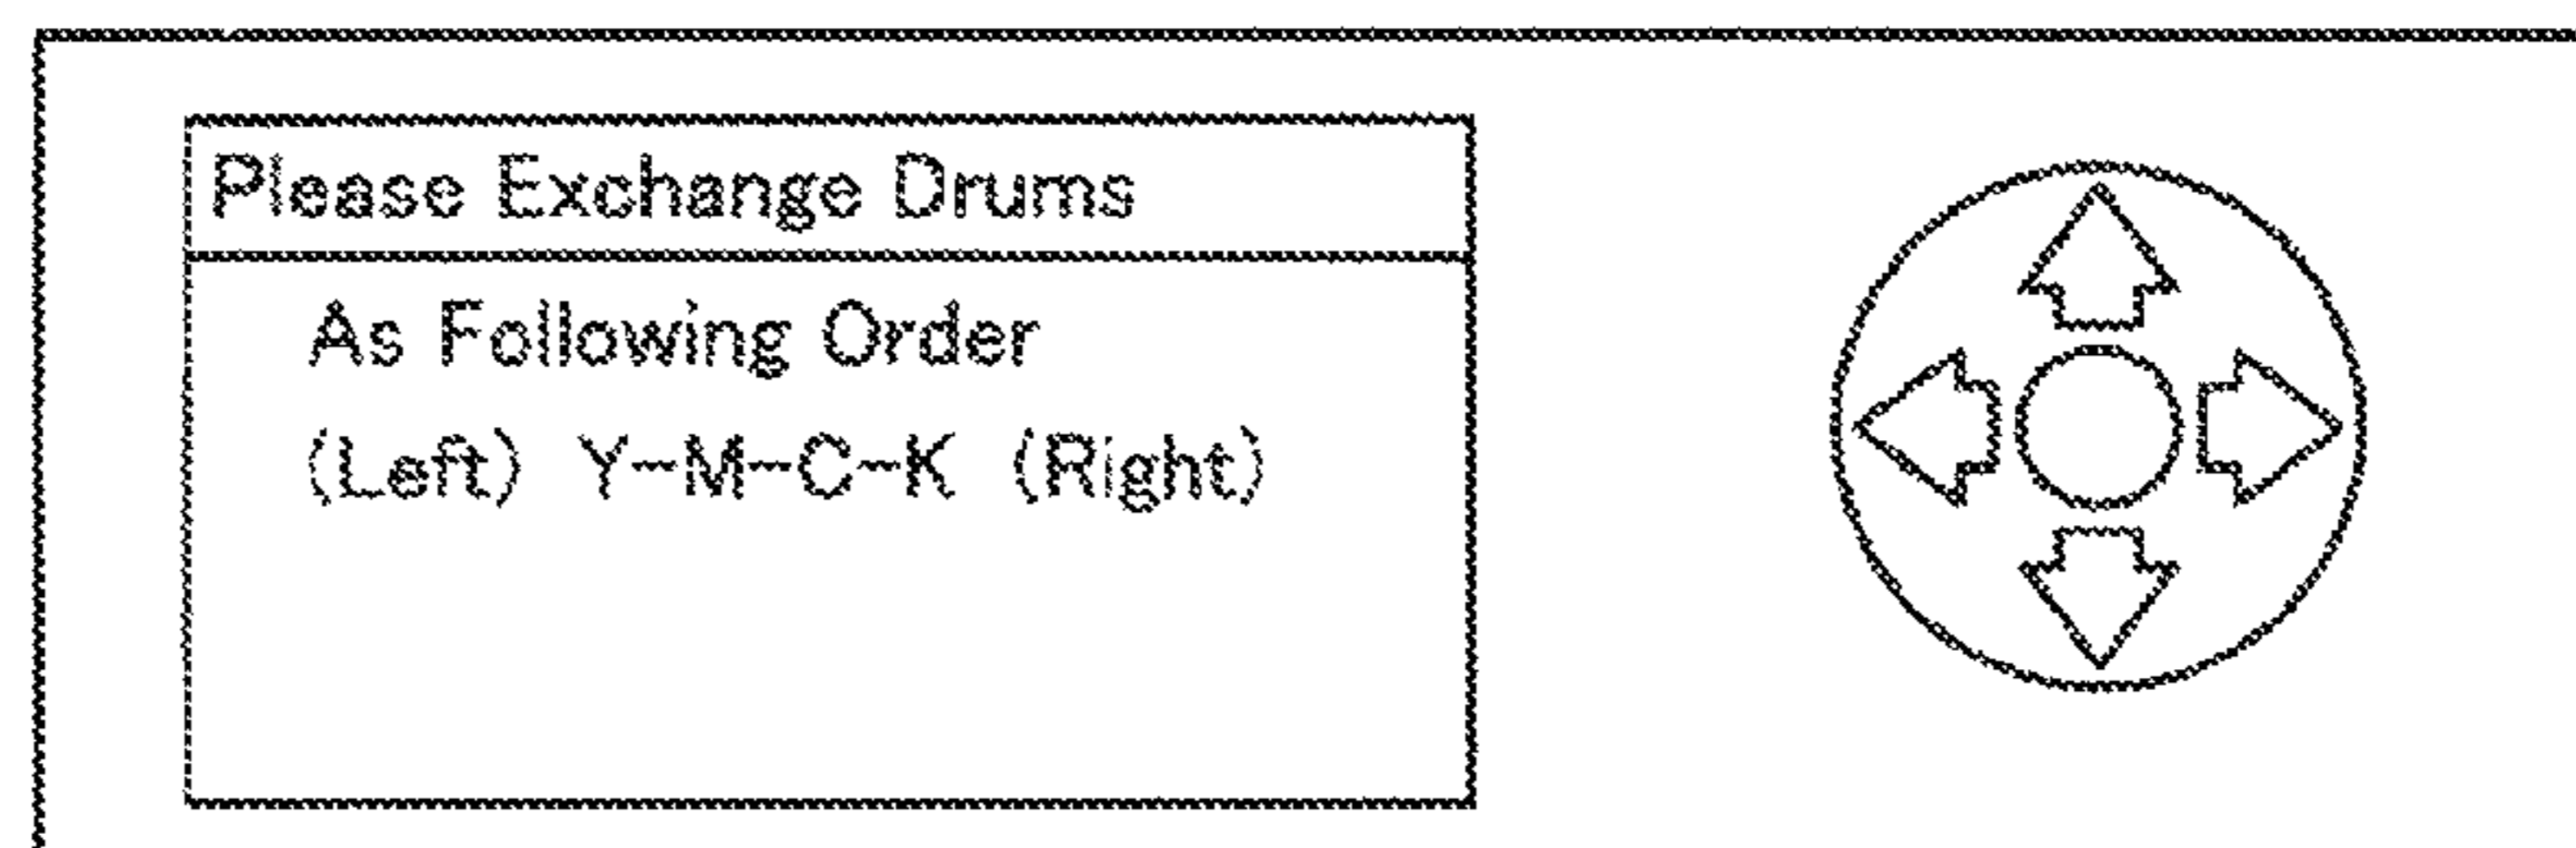 Please Exchange Drums
As Following Order
(Left) Y-M-C-K (Right)